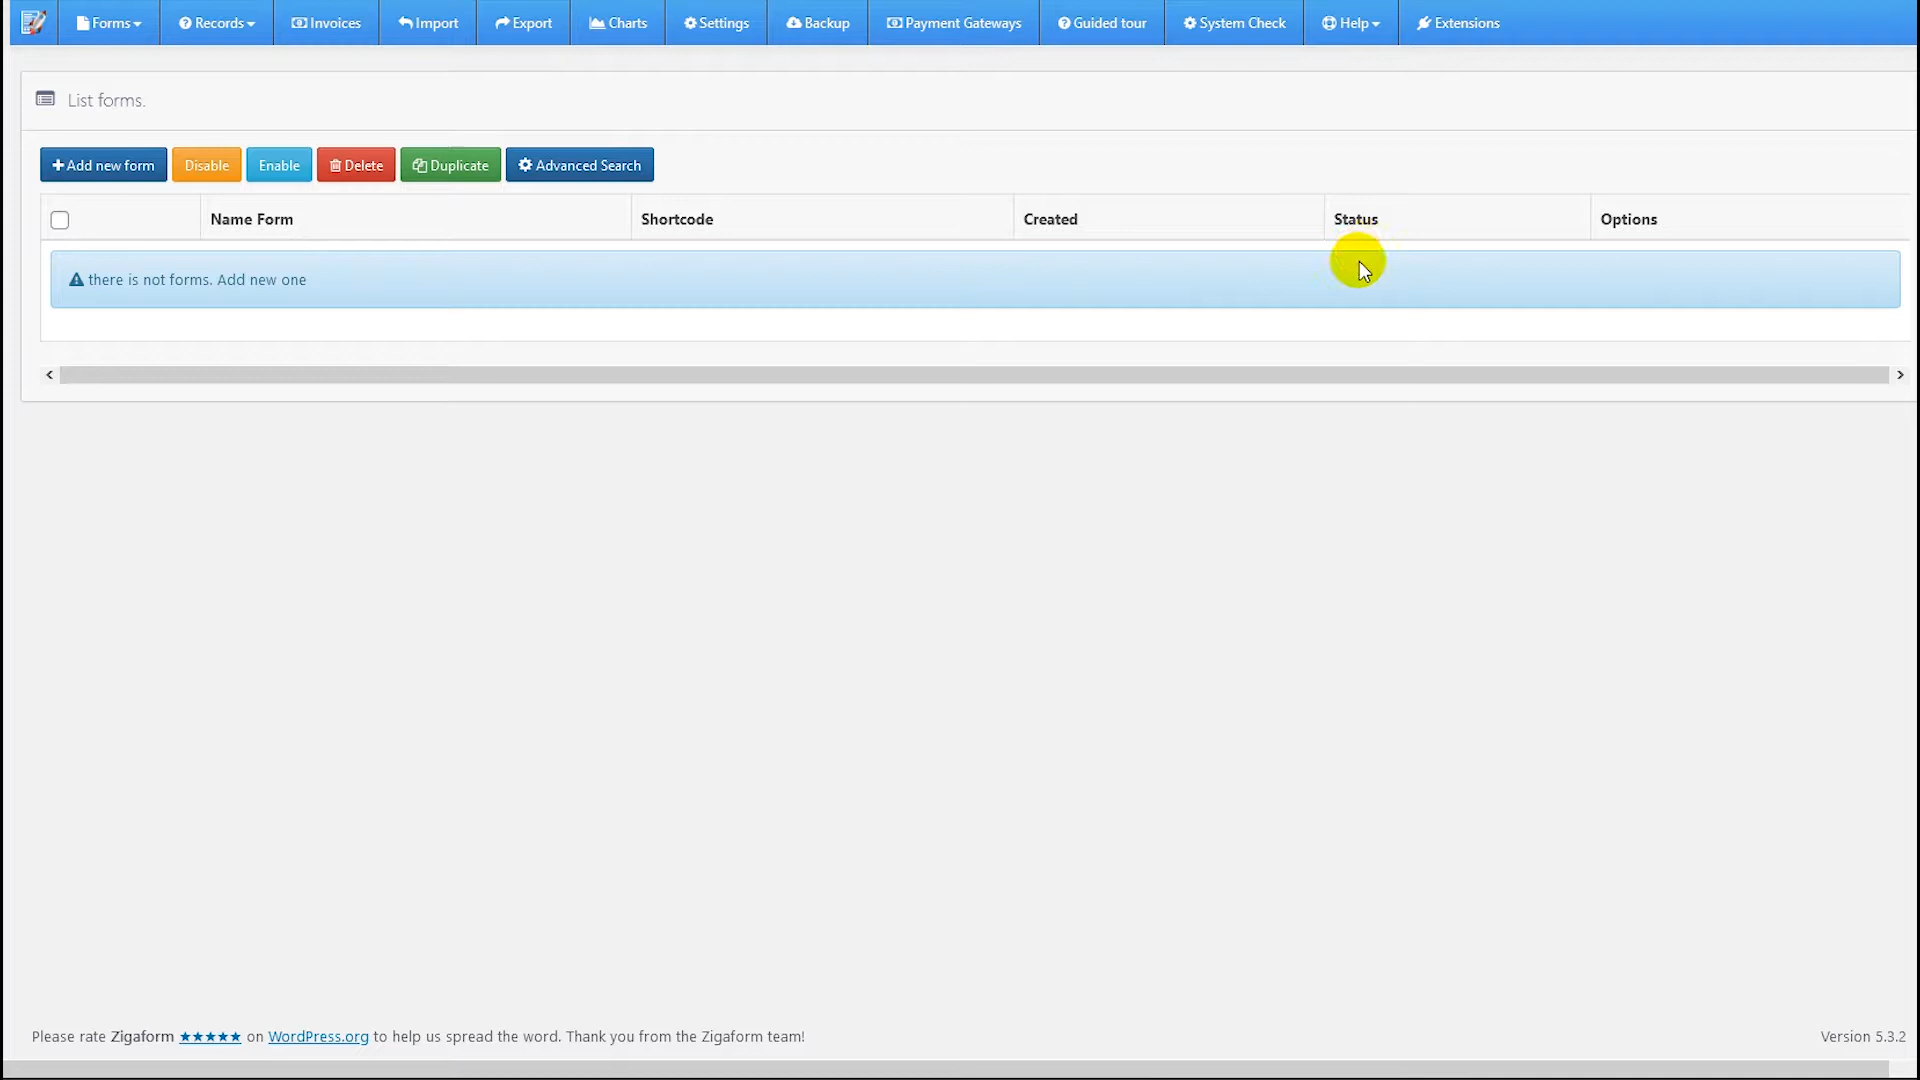 Forms Records Invoices Import Export Charts Settings Backup Payment Gateways Guided tour System Check Help Extensions
List forms.
Add new form Disable Enable Delete Duplicate Advanced Search
Name Form Shortcode Created Status Options
there is not forms. Add new one
Please rate Zigaform ★★★★★ on WordPress.org to help us spread the word. Thank you from the Zigaform team! Version 5.3.2